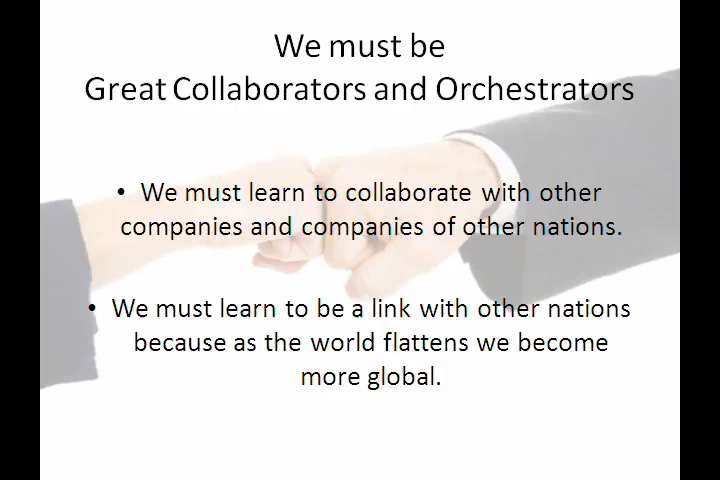 We must be
Great Collaborators and Orchestrators
• We must learn to collaborate with other
companies and companies of other nations.
• We must learn to be a link with other nations
because as the world flattens we become
more global.